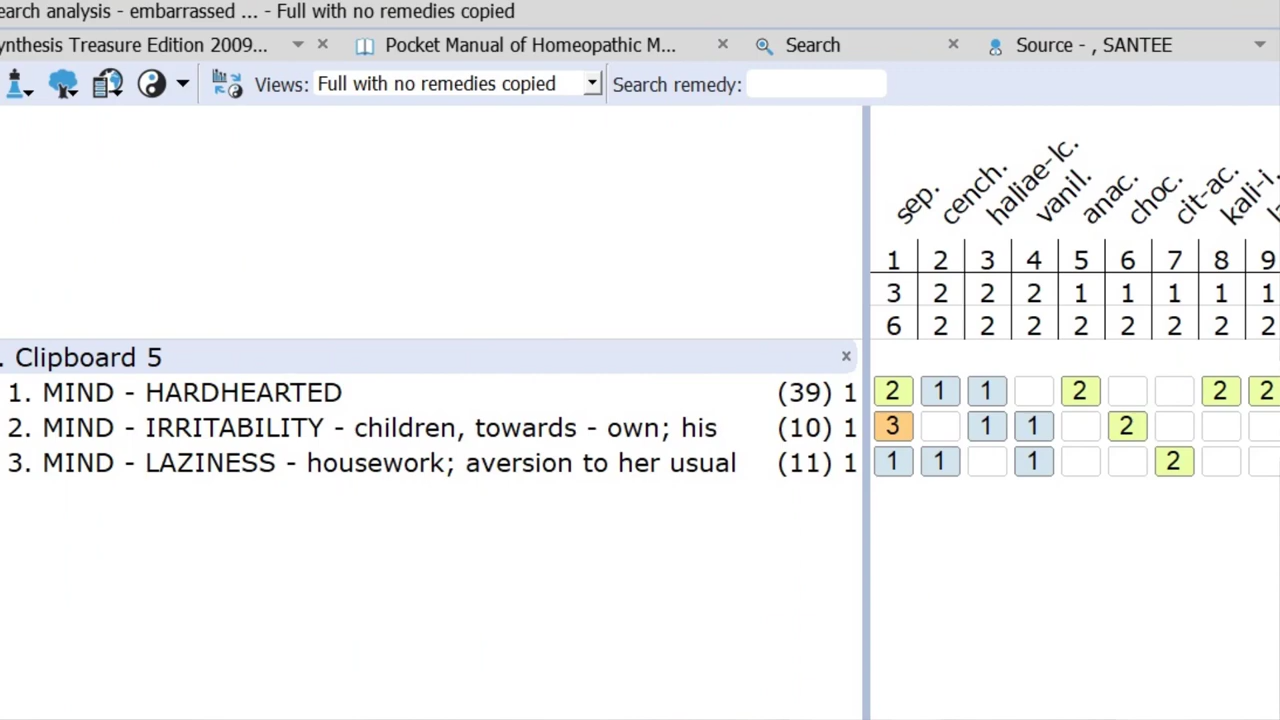 earch analysis - embarrassed ... - Full with no remedies copied
ynthesis Treasure Edition 2009... Pocket Manual of Homeopathic M... Search Source - , SANTEE
Views: Full with no remedies copied Search remedy:
sep. cench. haliae-lc. vanil. anac. choc. cit-ac. kali-i.
1 2 3 4 5 6 7 8 9
3 2 2 2 1 1 1 1 1
6 2 2 2 2 2 2 2 2
. Clipboard 5 x
1. MIND - HARDHEARTED (39) 1 2 1 1 2 2 2
2. MIND - IRRITABILITY - children, towards - own; his (10) 1 3 1 1 2
3. MIND - LAZINESS - housework; aversion to her usual (11) 1 1 1 1 2